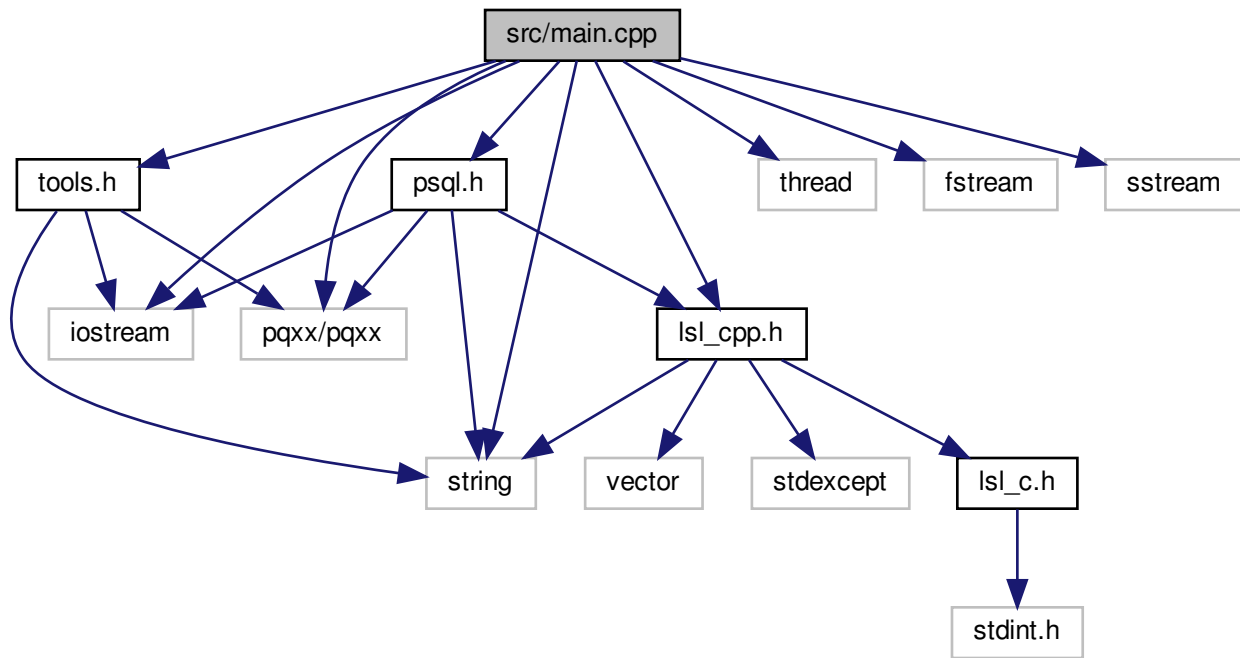 src/main.cpp
tools.h
psql.h
thread
fstream
sstream
iostream
pqxx/pqxx
lsl_cpp.h
string
vector
stdexcept
lsl_c.h
stdint.h